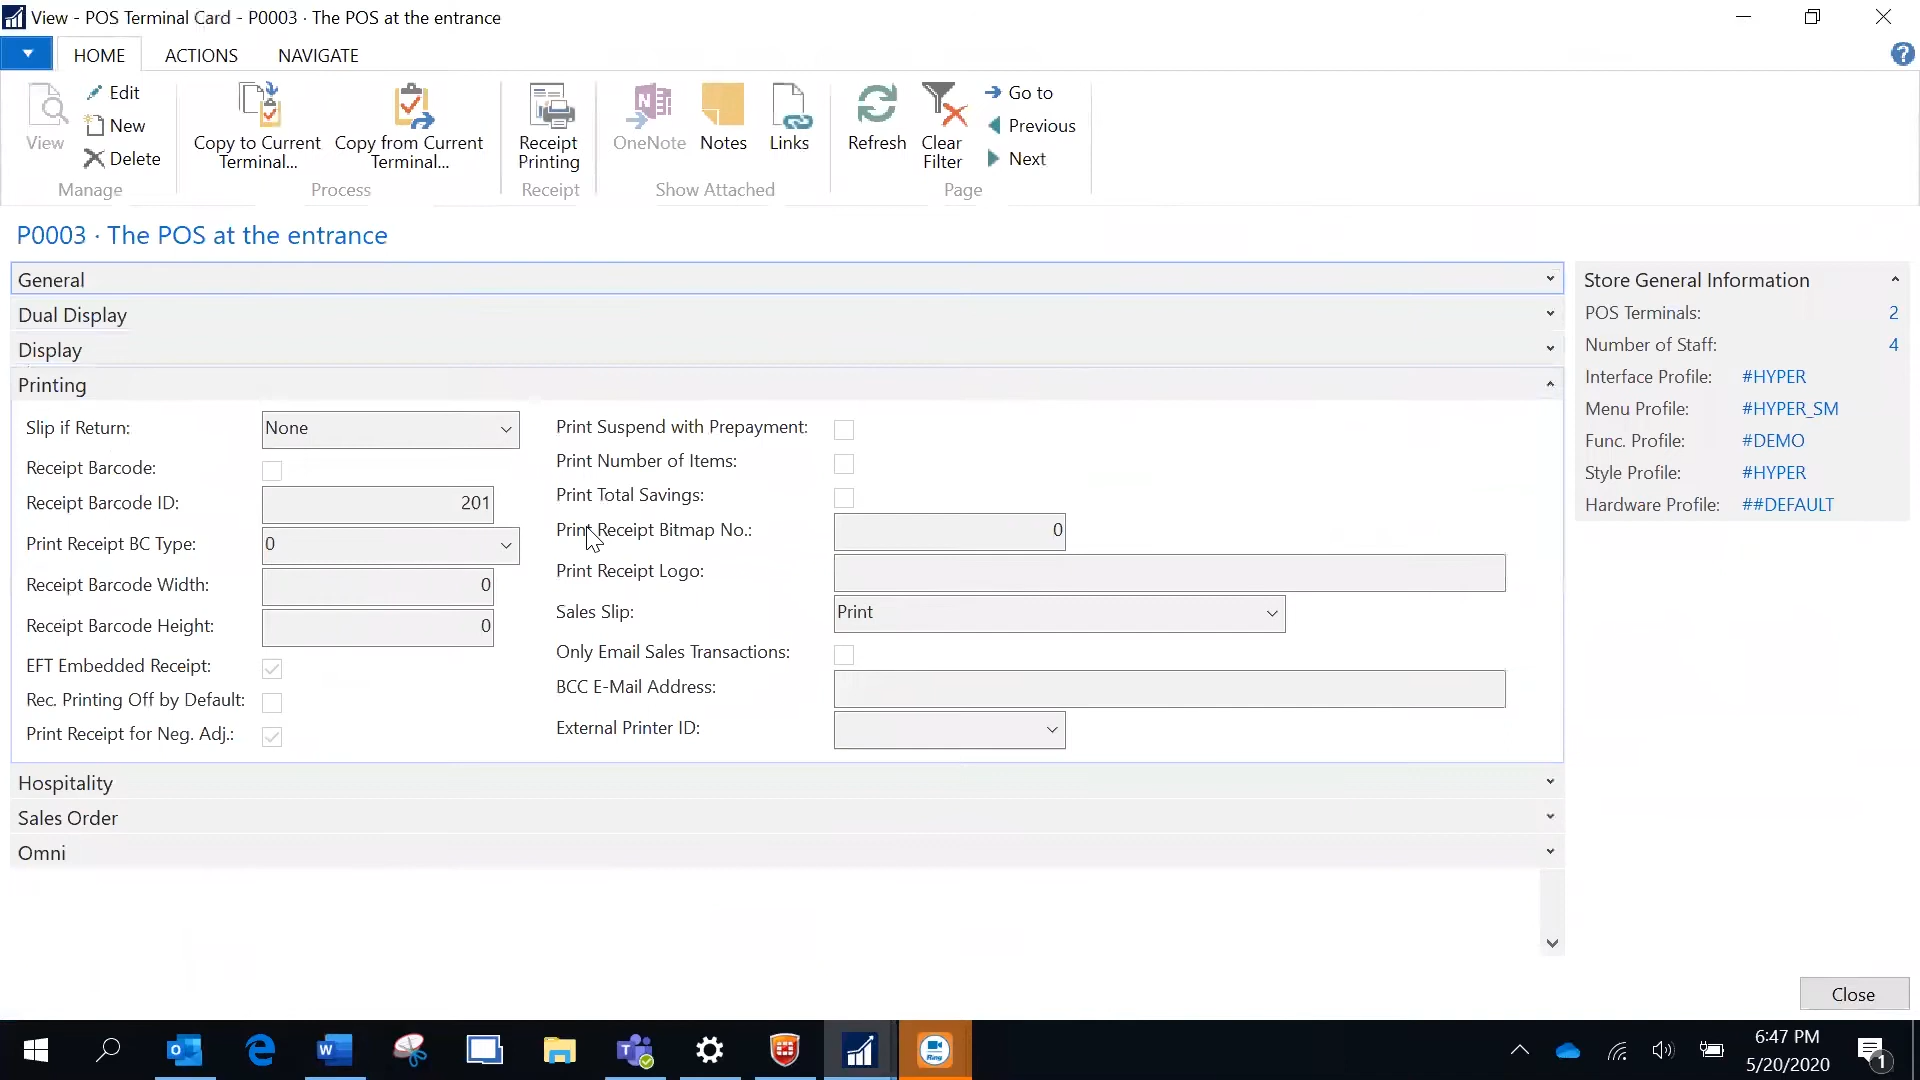 View - POS Terminal Card - P0003 · The POS at the entrance
HOME ACTIONS NAVIGATE
View
Edit
New
Delete
Manage
Copy to Current Terminal...
Copy from Current Terminal...
Process
Receipt Printing
Receipt
OneNote
Notes
Links
Show Attached
Refresh
Clear Filter
Go to
Previous
Next
Page
P0003 · The POS at the entrance
General
Dual Display
Display
Printing
Slip if Return: None
Receipt Barcode:
Receipt Barcode ID: 201
Print Receipt BC Type: 0
Receipt Barcode Width: 0
Receipt Barcode Height: 0
EFT Embedded Receipt:
Rec. Printing Off by Default:
Print Receipt for Neg. Adj.:
Print Suspend with Prepayment:
Print Number of Items:
Print Total Savings:
Print Receipt Bitmap No.: 0
Print Receipt Logo:
Sales Slip: Print
Only Email Sales Transactions:
BCC E-Mail Address:
External Printer ID:
Hospitality
Sales Order
Omni
Store General Information
POS Terminals: 2
Number of Staff: 4
Interface Profile: #HYPER
Menu Profile: #HYPER_SM
Func. Profile: #DEMO
Style Profile: #HYPER
Hardware Profile: ##DEFAULT
Close
Ring
6:47 PM
5/20/2020
1